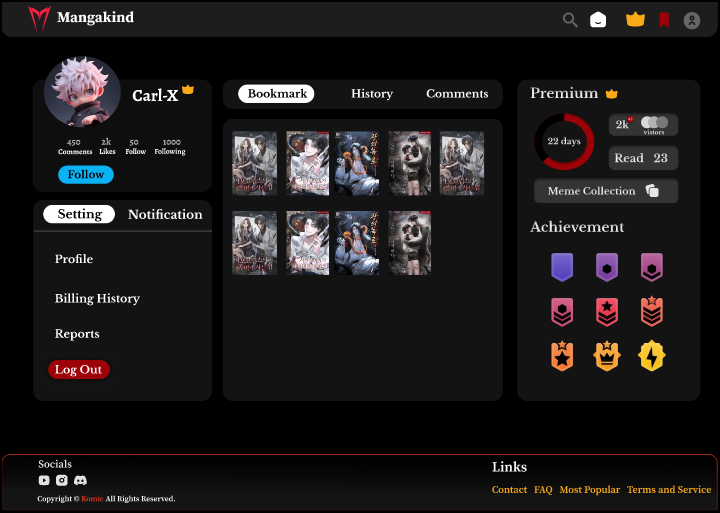 Mangakind
Carl-X
450 2k 50 1000
Comments Likes Follow Following
Follow
Setting Notification
Profile
Billing History
Reports
Log Out
Bookmark History Comments
Premium
22 days
2k
vistors
Read 23
Meme Collection
Achievement
Socials
Copyright © Komic All Rights Reserved.
Links
Contact FAQ Most Popular Terms and Service